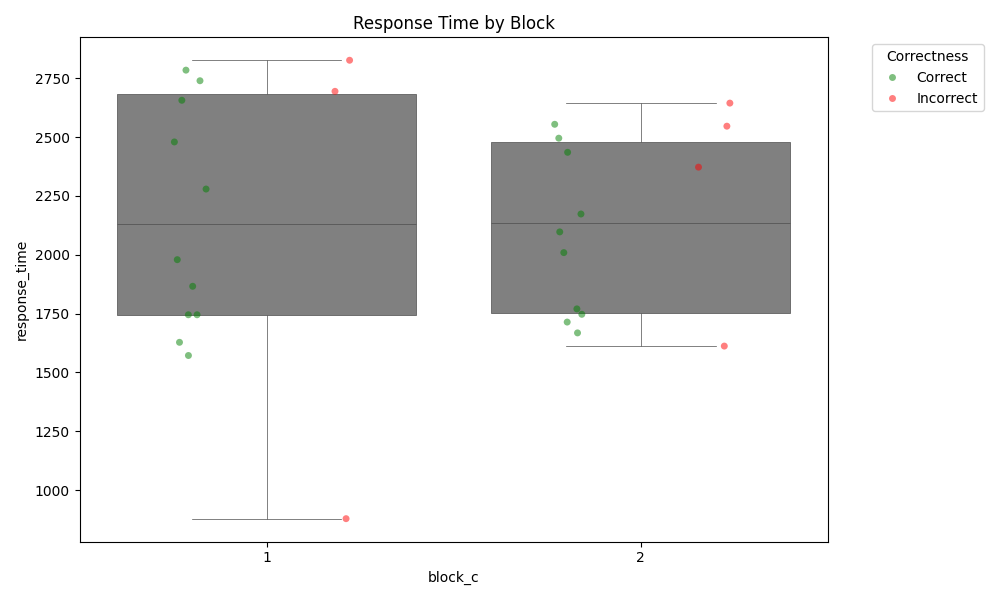 Response Time by Block
Correctness
Correct
Incorrect
response_time
2750
2500
2250
2000
1750
1500
1250
1000
1
2
block_c